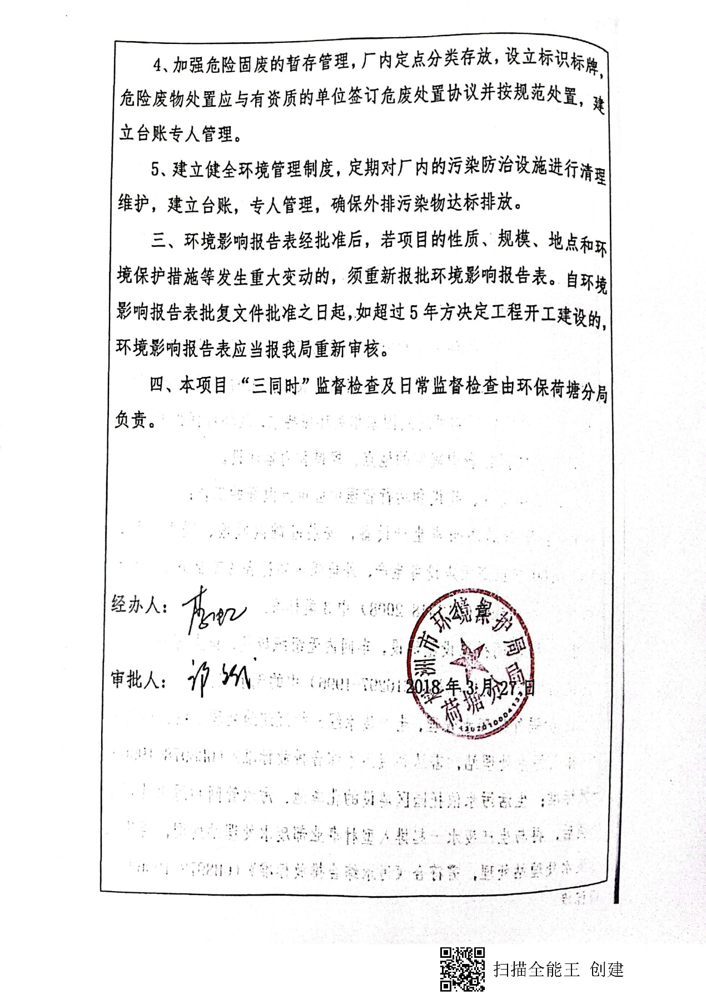 4、加强危险固废的暂存管理，厂内定点分类存放，设立标识标牌，
危险废物处置应与有资质的单位签订危废处置协议并按规范处置，建
立台账专人管理。
5、建立健全环境管理制度，定期对厂内的污染防治设施进行清理
维护，建立台账，专人管理，确保外排污染物达标排放。
三、环境影响报告表经批准后，若项目的性质、规模、地点和环
境保护措施等发生重大变动的，须重新报批环境影响报告表。自环境
影响报告表批复文件批准之日起，如超过5年方决定工程开工建设的，
环境影响报告表应当报我局重新审核。
四、本项目“三同时”监督检查及日常监督检查由环保荷塘分局
负责。
经办人：
审批人：
洲市环境保护局
公章
2018年3月27日
荷塘分局
扫描全能王 创建